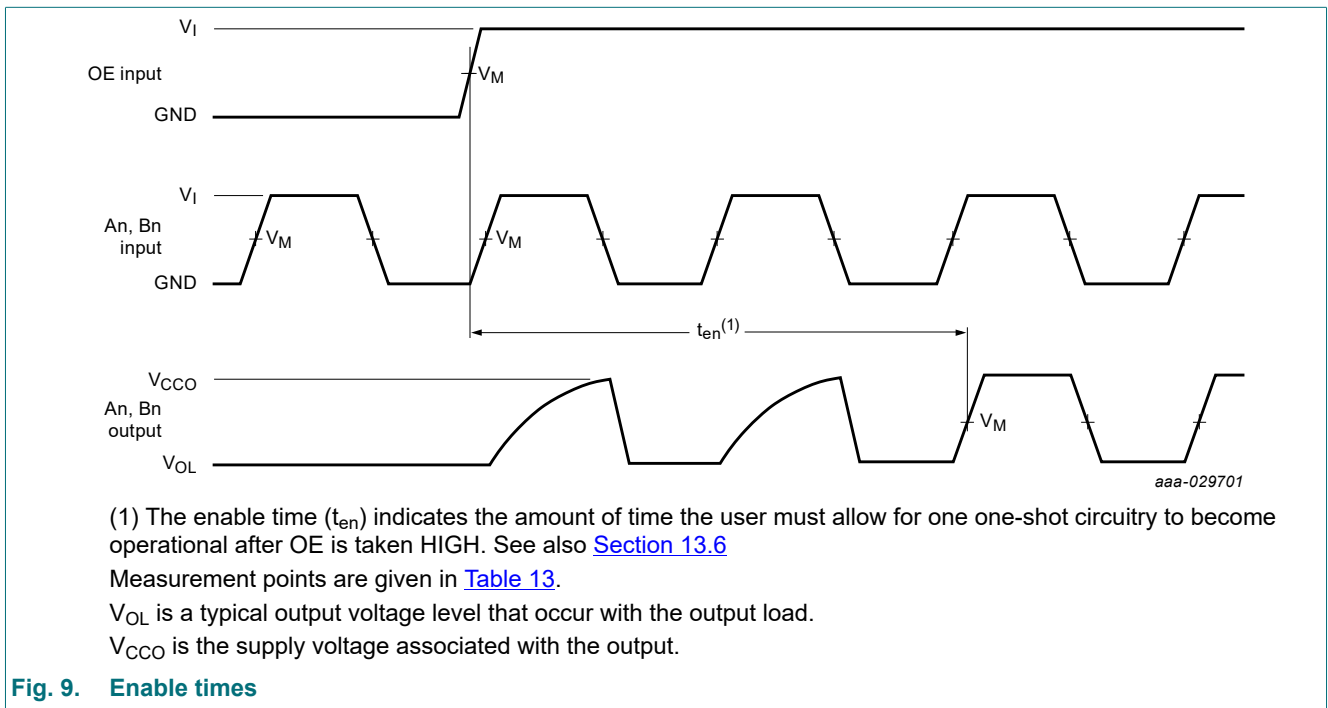 VI
OE input
VM
GND
VI
An, Bn
input
VM
VM
GND
ten(1)
VCCO
An, Bn
output
VM
VOL
aaa-029701
(1) The enable time (ten) indicates the amount of time the user must allow for one one-shot circuitry to become
operational after OE is taken HIGH. See also Section 13.6
Measurement points are given in Table 13.
VOL is a typical output voltage level that occur with the output load.
VCCO is the supply voltage associated with the output.
Fig. 9. Enable times